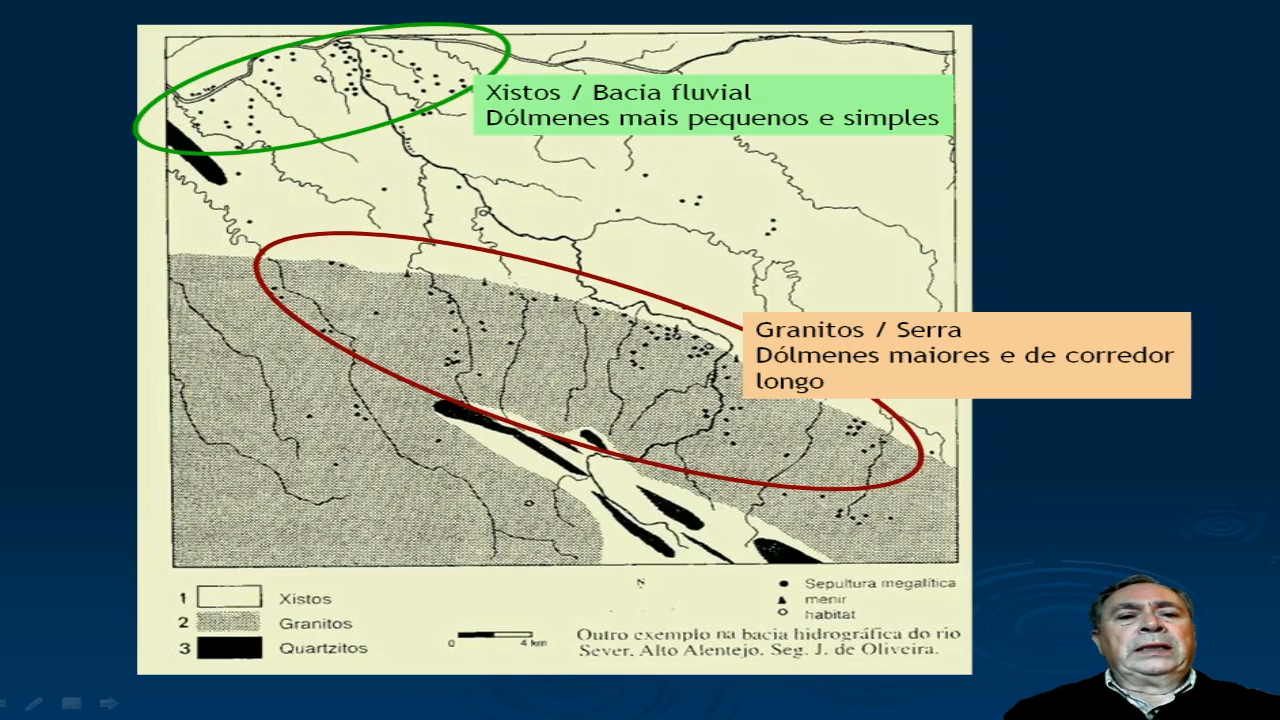 Xistos / Bacia fluvial
Dólmenes mais pequenos e simples
Granitos / Serra
Dólmenes maiores e de corredor
longo
N
1 Xistos
2 Granitos
3 Quartzitos
0 4 km
Sepultura megalítica
menir
habitat
Outro exemplo na bacia hidrográfica do rio
Sever, Alto Alentejo. Seg. J. de Oliveira.